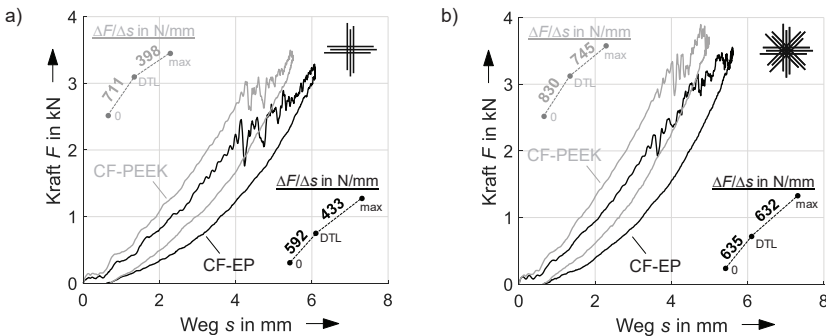 a)
4
3
2
1
0
Kraft F in kN
0
2
4
6
8
Weg s in mm
ΔF/Δs in N/mm
711
398
0
DTL
max
CF-PEEK
ΔF/Δs in N/mm
592
433
0
DTL
max
CF-EP
b)
4
3
2
1
0
Kraft F in kN
0
2
4
6
8
Weg s in mm
ΔF/Δs in N/mm
830
745
0
DTL
max
CF-PEEK
ΔF/Δs in N/mm
635
632
0
DTL
max
CF-EP